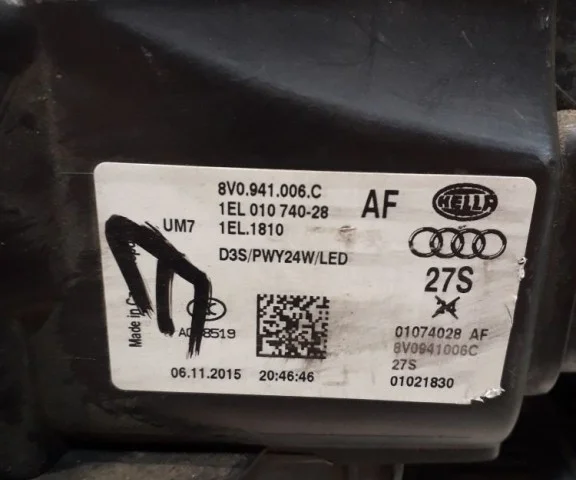 8V0.941.006.C
1EL 010 740-28
AF
HELLA
UM7
1EL.1810
D3S/PWY24W/LED
27S
Made in
01074028 AF
8V0941006C
27S
06.11.2015
20:46:46
01021830